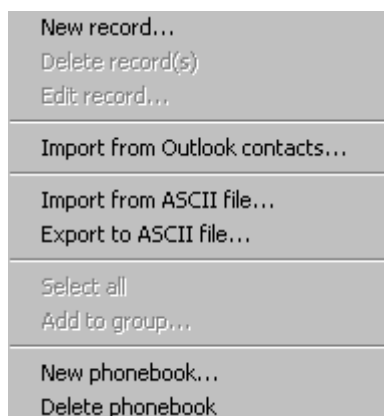 New record...
Delete record(s)
Edit record...
Import from Outlook contacts...
Import from ASCII file...
Export to ASCII file...
Select all
Add to group...
New phonebook...
Delete phonebook